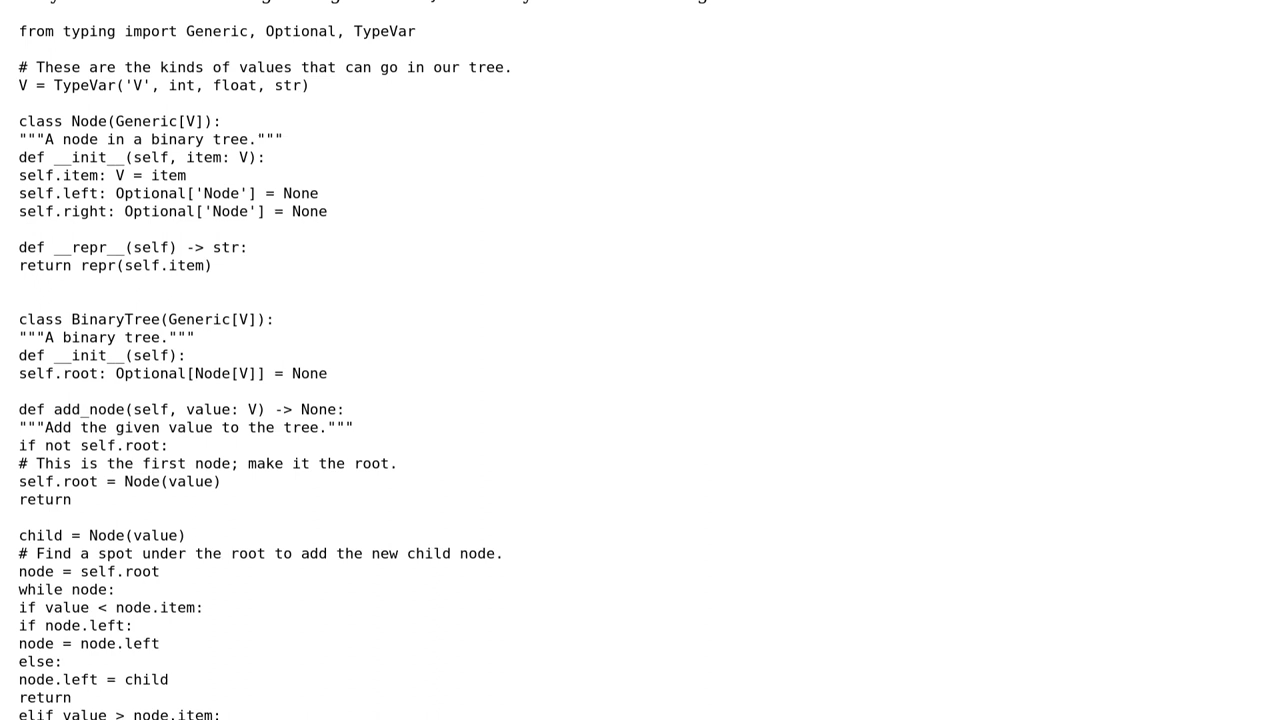 from typing import Generic, Optional, TypeVar
# These are the kinds of values that can go in our tree.
V = TypeVar('V', int, float, str)
class Node(Generic[V]):
"""A node in a binary tree."""
def __init__(self, item: V):
self.item: V = item
self.left: Optional['Node'] = None
self.right: Optional['Node'] = None
def __repr__(self) -> str:
return repr(self.item)
class BinaryTree(Generic[V]):
"""A binary tree."""
def __init__(self):
self.root: Optional[Node[V]] = None
def add_node(self, value: V) -> None:
"""Add the given value to the tree."""
if not self.root:
# This is the first node; make it the root.
self.root = Node(value)
return
child = Node(value)
# Find a spot under the root to add the new child node.
node = self.root
while node:
if value < node.item:
if node.left:
node = node.left
else:
node.left = child
return
elif value > node.item: